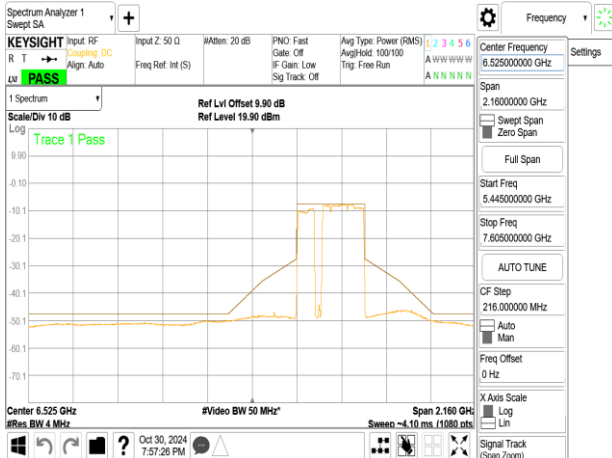 Spectrum Analyzer 1
Swept SA
+
Frequency
KEYSIGHT
Input: RF
Coupling: DC
Align: Auto
Input Z: 50 Ω
Freq Ref: Int (S)
#Atten: 20 dB
PNO: Fast
Gate: Off
IF Gain: Low
Sig Track: Off
Avg Type: Power (RMS)
Avg|Hold: 100/100
Trig: Free Run
1 2 3 4 5 6
A W W W W W
A N N N N N
R T
LXI
PASS
1 Spectrum
Scale/Div 10 dB
Ref Lvl Offset 9.90 dB
Ref Level 19.90 dBm
Log
Trace 1 Pass
9.90
-0.10
-10.1
-20.1
-30.1
-40.1
-50.1
-60.1
-70.1
Center 6.525 GHz
#Res BW 4 MHz
#Video BW 50 MHz*
Span 2.160 GHz
Sweep ~4.10 ms (1080 pts
Oct 30, 2024
7:57:26 PM
?
Center Frequency
6.525000000 GHz
Settings
Span
2.16000000 GHz
Swept Span
Zero Span
Full Span
Start Freq
5.445000000 GHz
Stop Freq
7.605000000 GHz
AUTO TUNE
CF Step
216.000000 MHz
Auto
Man
Freq Offset
0 Hz
X Axis Scale
Log
Lin
Signal Track
(Span Zoom)